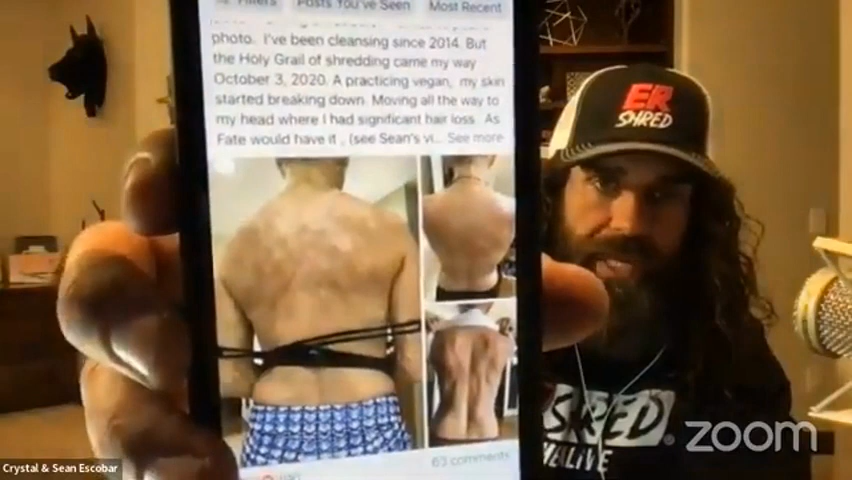 Filters Posts You've Seen Most Recent
photo. I've been cleansing since 2014. But
the Holy Grail of shredding came my way
October 3, 2020. A practicing vegan, my skin
started breaking down. Moving all the way to
my head where I had significant hair loss. As
Fate would have it , (see Sean's vi... See more
63 comments
ER
SHRED
SHRED
zoom
Crystal & Sean Escobar